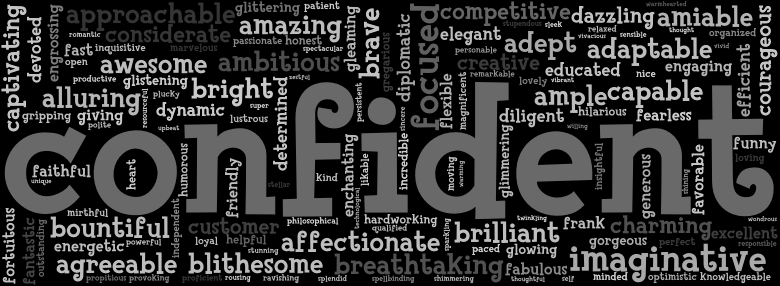 captivating
devoted
engrossing
approachable
glittering
patient
considerate
amazing
romantic
fast
inquisitive
marvelous
passionate honest
spectacular
open
awesome
ambitious
productive
glistening
zestful
alluring
plucky
bright
gripping
giving
polite
resourceful
dynamic
upbeat
super
lustrous
determined
gleaming
brave
gregarious
diplomatic
focused
persistent
sincere
incredible
competitive
stupendous
sleek
elegant
personable
adept
creative
remarkable
flexible
magnificent
lovely
vibrant
dazzling
warmhearted
amiable
relaxed
vivacious
sensible
thought
organized
adaptable
vivid
educated
nice
engaging
efficient
courageous
ample
capable
hilarious
fearless
diligent
willing
confident
faithful
unique
heart
humorous
friendly
stellar
kind
enchanting
technological
likable
moving
warming
glimmering
insightful
generous
shining
favorable
funny
loving
wondrous
fortuitous
fantastic
outstanding
mirthful
bountiful
energetic
powerful
independent
customer
loyal
helpful
stunning
agreeable
propitious
provoking
blithesome
proficient
rousing
ravishing
philosophical
hardworking
qualified
affectionate
sparkling
breathtaking
splendid
spellbinding
shimmering
twinkling
brilliant
paced
glowing
frank
charming
gorgeous
perfect
excellent
responsible
fabulous
thoughtful
self
imaginative
minded
optimistic
Knowledgeable